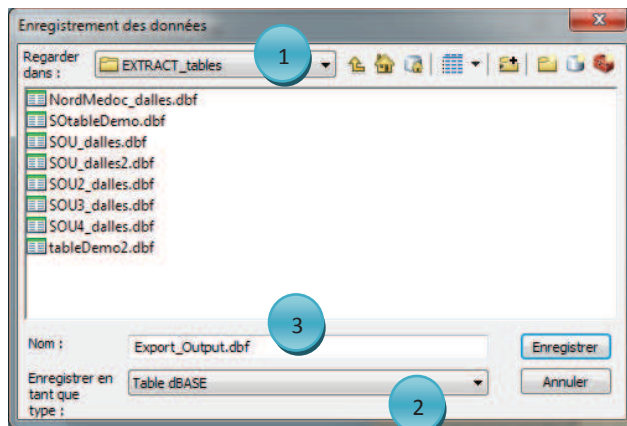 Enregistrement des données
Regarder dans :
EXTRACT_tables
1
NordMedoc_dalles.dbf
SOtableDemo.dbf
SOU_dalles.dbf
SOU_dalles2.dbf
SOU2_dalles.dbf
SOU3_dalles.dbf
SOU4_dalles.dbf
tableDemo2.dbf
3
Nom :
Export_Output.dbf
Enregistrer
Enregistrer en tant que type :
Table dBASE
2
Annuler